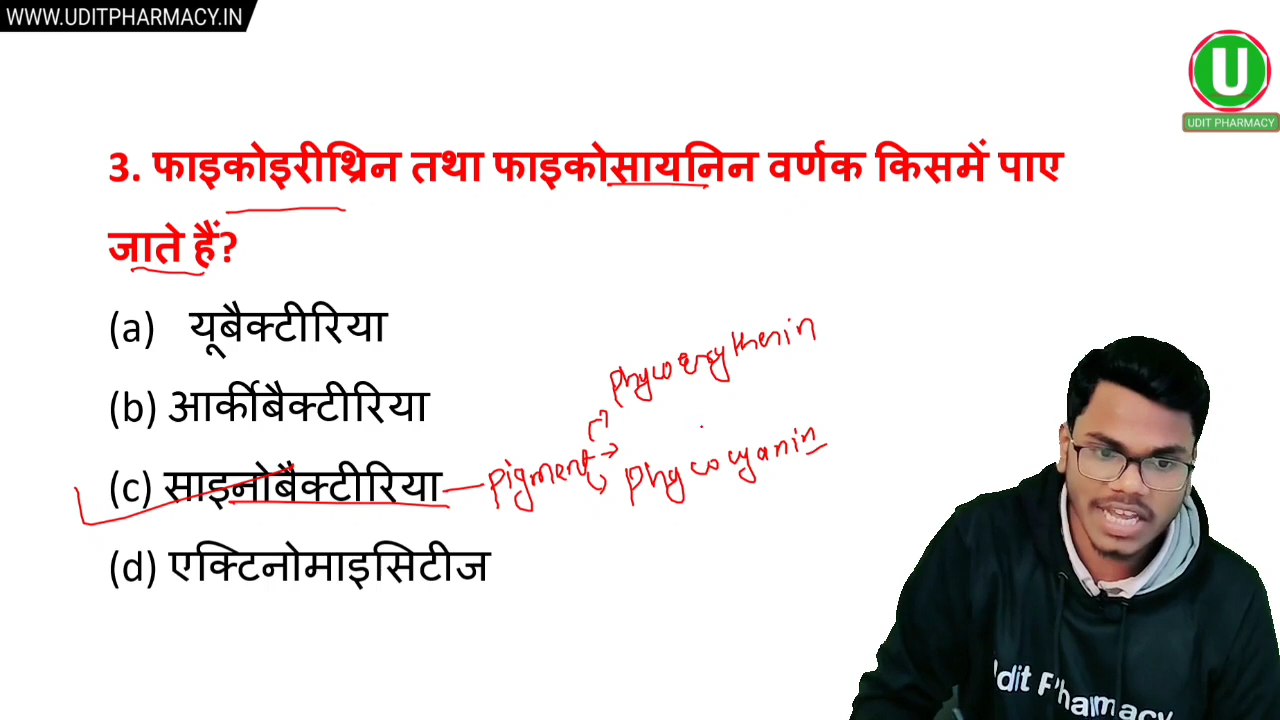 WWW.UDITPHARMACY.IN
U
UDIT PHARMACY
3. फाइकोइरीथ्रिन तथा फाइकोसायनिन वर्णक किसमें पाए
जाते हैं?
(a) यूबैक्टीरिया
(b) आर्कीबैक्टीरिया
(c) साइनोबैक्टीरिया
Pigment
Phycoerytherin
Phycocyanin
(d) एक्टिनोमाइसिटीज
Udit Pharmacy